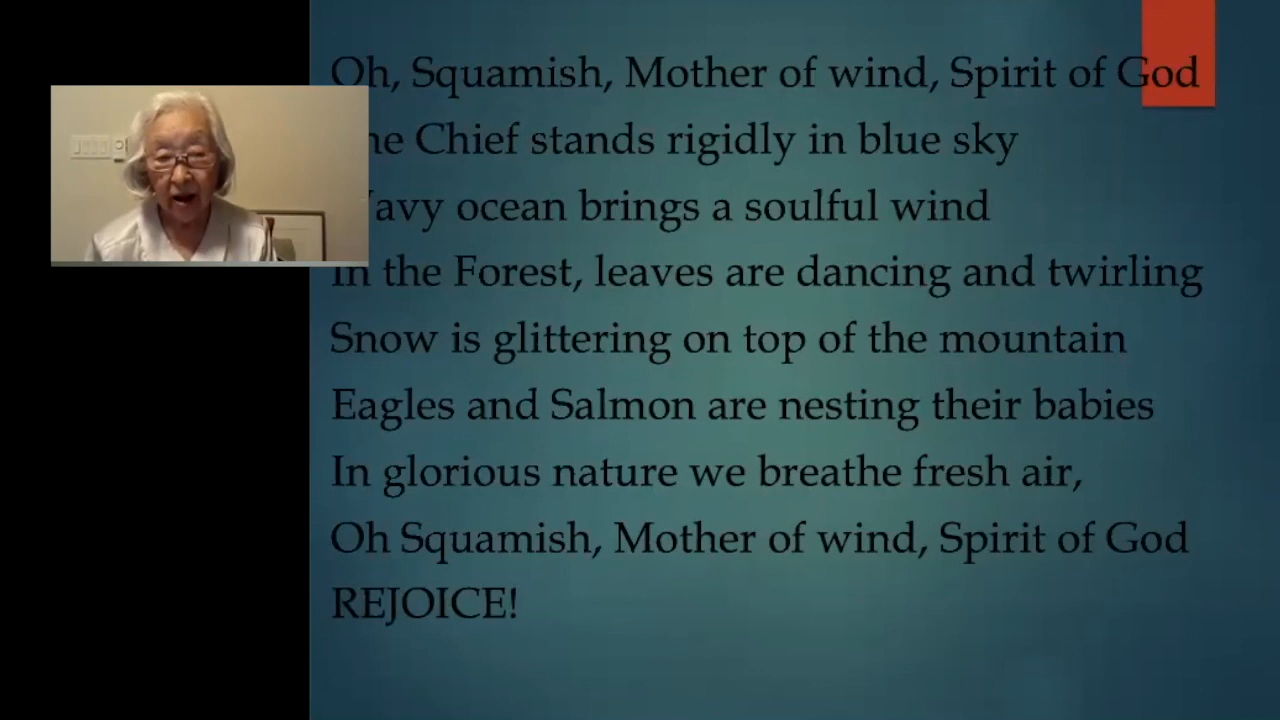 Oh, Squamish, Mother of wind, Spirit of God
Chief stands rigidly in blue sky
ocean brings a soulful wind
In the Forest, leaves are dancing and twirling
Snow is glittering on top of the mountain
Eagles and Salmon are nesting their babies
In glorious nature we breathe fresh air,
Oh Squamish, Mother of wind, Spirit of God
REJOICE!